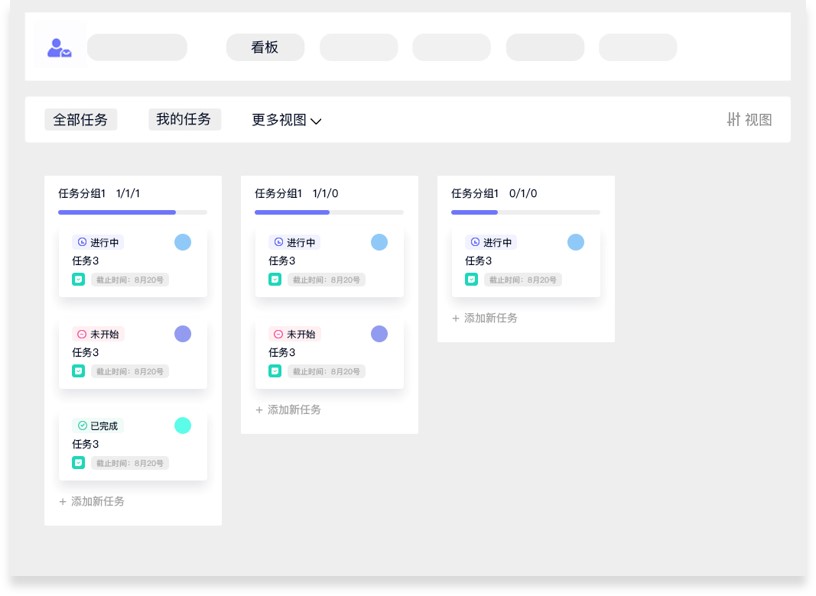 看板
全部任务 我的任务 更多视图 视图
任务分组1 1/1/1
进行中
任务3
截止时间：8月20号
未开始
任务3
截止时间：8月20号
已完成
任务3
截止时间：8月20号
+ 添加新任务
任务分组1 1/1/0
进行中
任务3
截止时间：8月20号
未开始
任务3
截止时间：8月20号
+ 添加新任务
任务分组1 0/1/0
进行中
任务3
截止时间：8月20号
+ 添加新任务